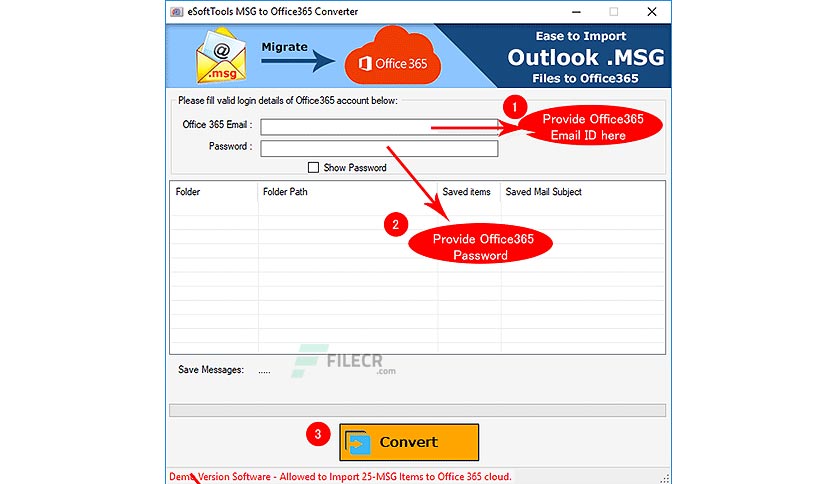 eSoftTools MSG to Office365 Converter
@
.msg
Migrate
Office 365
Ease to Import
Outlook .MSG
Files to Office365
Please fill valid login details of Office365 account below:
Office 365 Email :
1
Provide Office365
Email ID here
Password :
Show Password
Folder
Folder Path
Saved items
Saved Mail Subject
2
Provide Office365
Password
FILECR
.com
Save Messages: .....
3
Convert
Demo Version Software - Allowed to Import 25-MSG Items to Office 365 cloud.